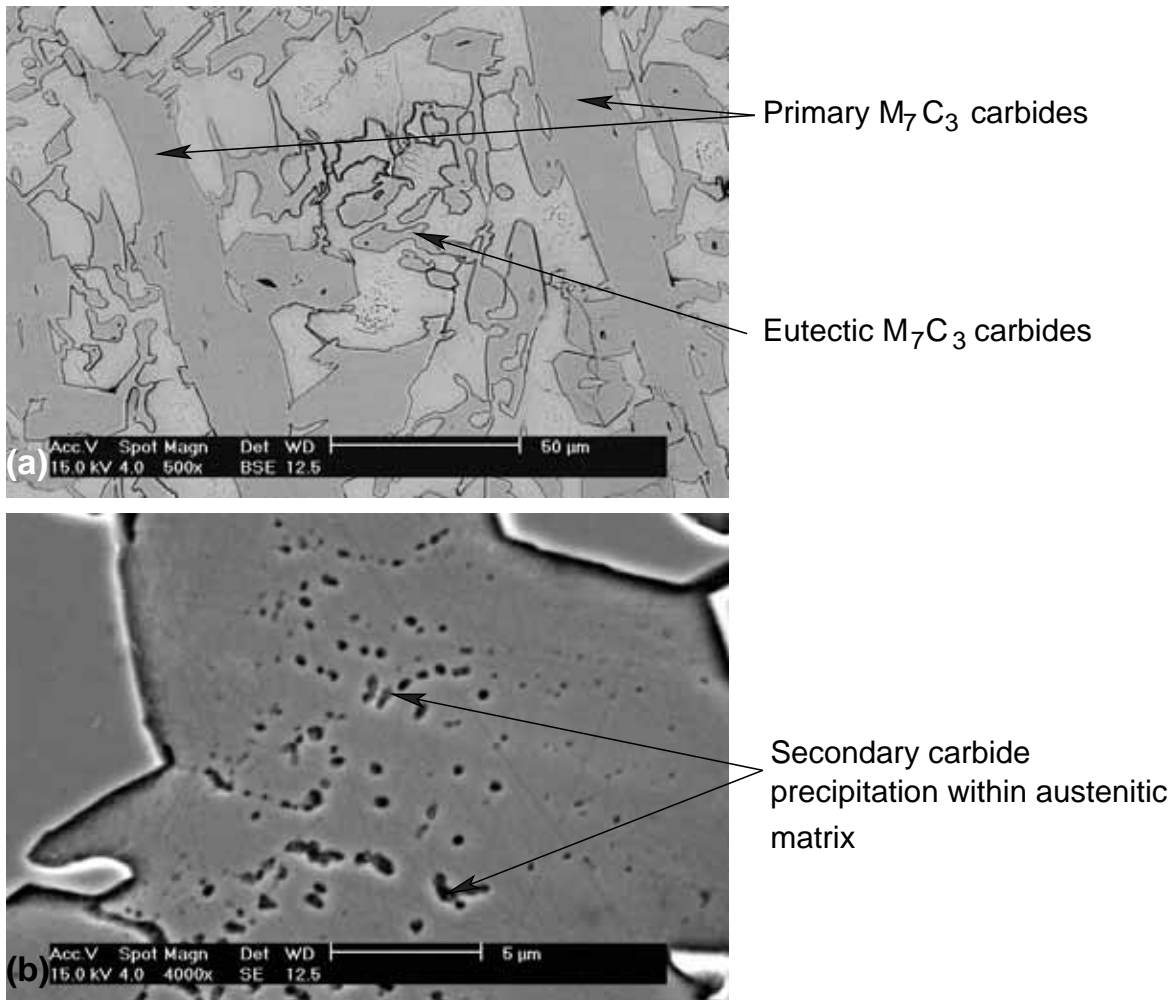 Primary M7C3 carbides
Eutectic M7C3 carbides
Acc.V Spot Magn Det WD 50 µm
(a) 15.0 kV 4.0 500x BSE 12.5
Secondary carbide
precipitation within austenitic
matrix
Acc.V Spot Magn Det WD 5 µm
(b) 15.0 kV 4.0 4000x SE 12.5